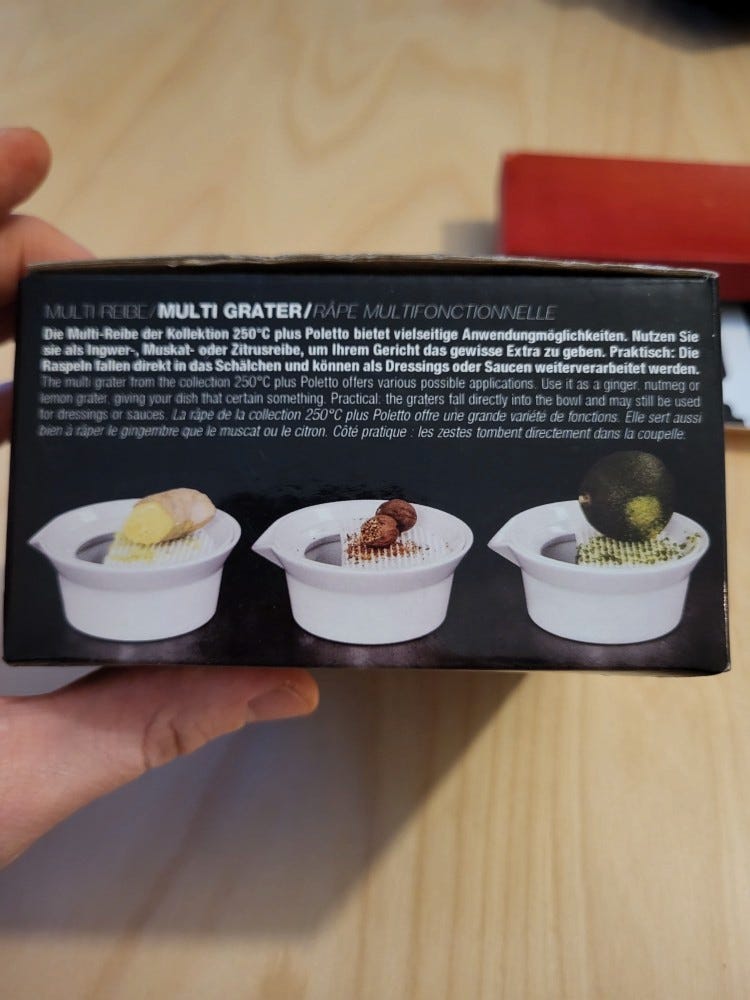 MULTI REIBE/MULTI GRATER/RÂPE MULTIFONCTIONNELLE
Die Multi-Reibe der Kollektion 250°C plus Poletto bietet vielseitige Anwendungmöglichkeiten. Nutzen Sie
sie als Ingwer-, Muskat- oder Zitrusreibe, um Ihrem Gericht das gewisse Extra zu geben. Praktisch: Die
Raspeln fallen direkt in das Schälchen und können als Dressings oder Saucen weiterverarbeitet werden.
The multi grater from the collection 250°C plus Poletto offers various possible applications. Use it as a ginger, nutmeg or
lemon grater, giving your dish that certain something. Practical: the graters fall directly into the bowl and may still be used
for dressings or sauces. La râpe de la collection 250°C plus Poletto offre une grande variété de fonctions. Elle sert aussi
bien à râper le gingembre que le muscat ou le citron. Côté pratique : les zestes tombent directement dans la coupelle.